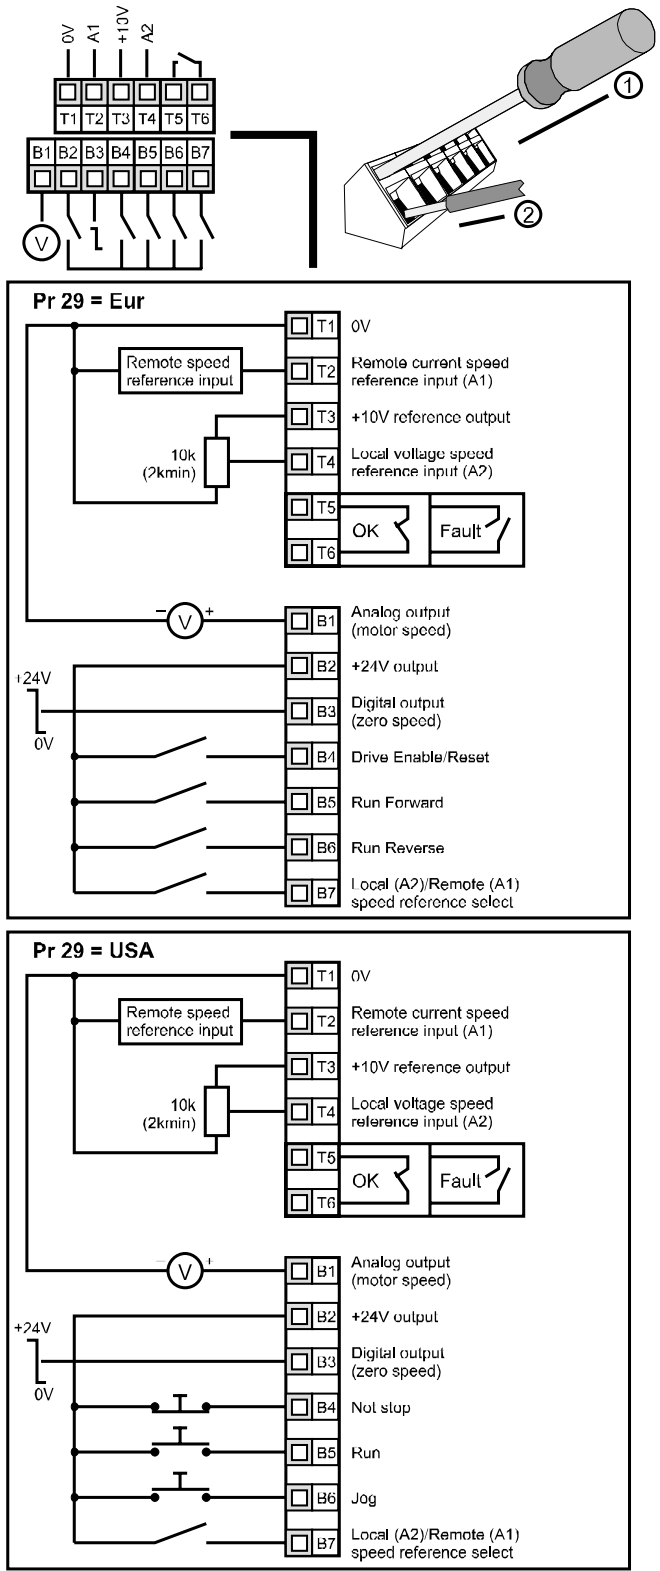 0V A1 +10V A2
T1 T2 T3 T4 T5 T6
B1 B2 B3 B4 B5 B6 B7
V
1
2
Pr 29 = Eur
T1 0V
Remote speed
reference input
T2 Remote current speed
reference input (A1)
T3 +10V reference output
10k
(2kmin)
T4 Local voltage speed
reference input (A2)
T5
OK Fault
T6
– V +
B1 Analog output
(motor speed)
B2 +24V output
+24V
0V
B3 Digital output
(zero speed)
B4 Drive Enable/Reset
B5 Run Forward
B6 Run Reverse
B7 Local (A2)/Remote (A1)
speed reference select
Pr 29 = USA
T1 0V
Remote speed
reference input
T2 Remote current speed
reference input (A1)
T3 +10V reference output
10k
(2kmin)
T4 Local voltage speed
reference input (A2)
T5
OK Fault
T6
– V +
B1 Analog output
(motor speed)
B2 +24V output
+24V
0V
B3 Digital output
(zero speed)
B4 Not stop
B5 Run
B6 Jog
B7 Local (A2)/Remote (A1)
speed reference select